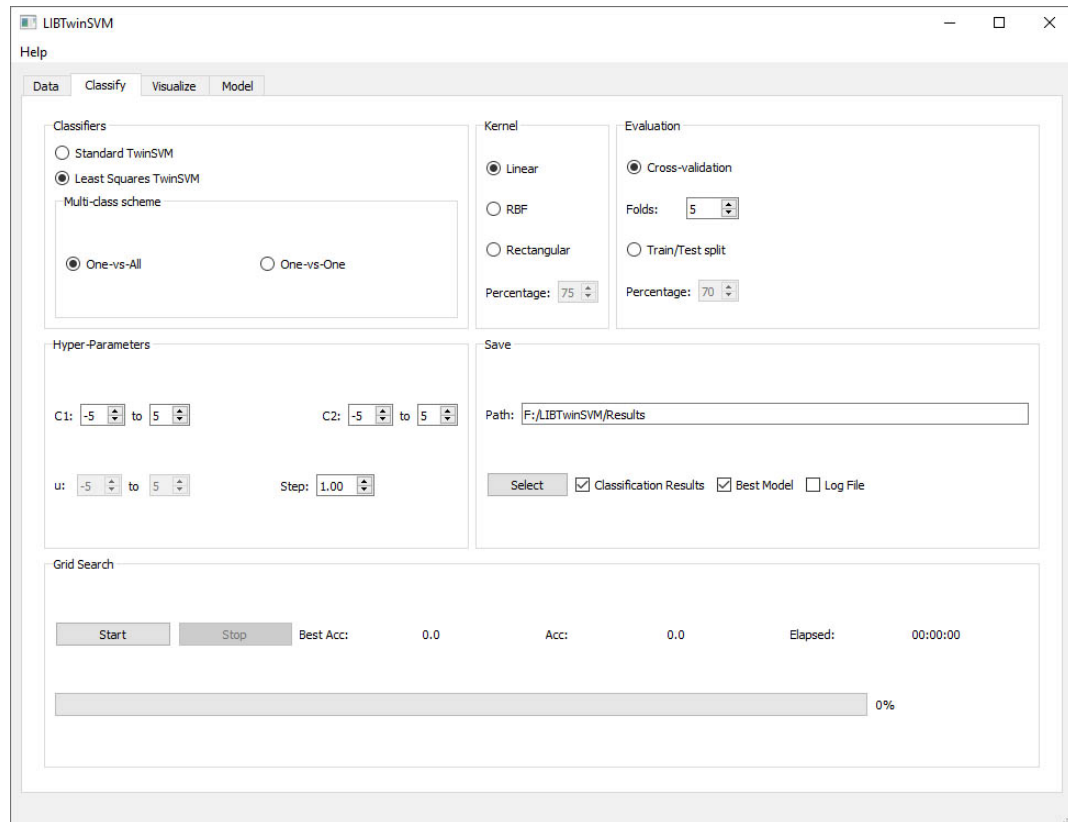 LIBTwinSVM
Help
Data Classify Visualize Model
Classifiers
Standard TwinSVM
Least Squares TwinSVM
Multi-class scheme
One-vs-All One-vs-One
Kernel
Linear
RBF
Rectangular
Percentage: 75
Evaluation
Cross-validation
Folds: 5
Train/Test split
Percentage: 70
Hyper-Parameters
C1: -5 to 5 C2: -5 to 5
u: -5 to 5 Step: 1.00
Save
Path: F:/LIBTwinSVM/Results
Select Classification Results Best Model Log File
Grid Search
Start Stop Best Acc: 0.0 Acc: 0.0 Elapsed: 00:00:00
0%